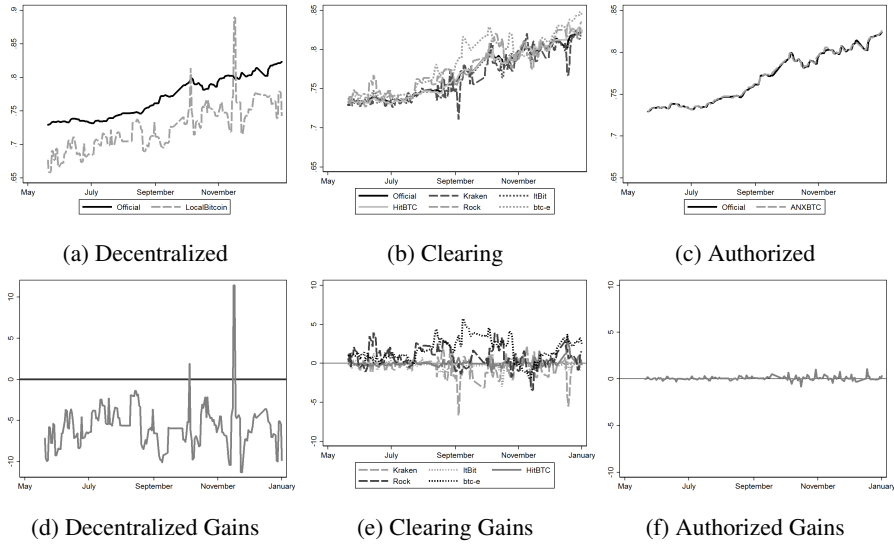 .9
.85
.8
.75
.7
.65
May
July
September
November
Official
LocalBitcoin
(a) Decentralized
.85
.8
.75
.7
.65
May
July
September
November
Official Kraken ItBit
HitBTC Rock btc-e
(b) Clearing
.85
.8
.75
.7
.65
May
July
September
November
Official
ANXBTC
(c) Authorized
10
5
0
-5
-10
May
July
September
November
January
(d) Decentralized Gains
10
5
0
-5
-10
May
July
September
November
January
Kraken ItBit HitBTC
Rock btc-e
(e) Clearing Gains
10
5
0
-5
-10
May
July
September
November
January
(f) Authorized Gains